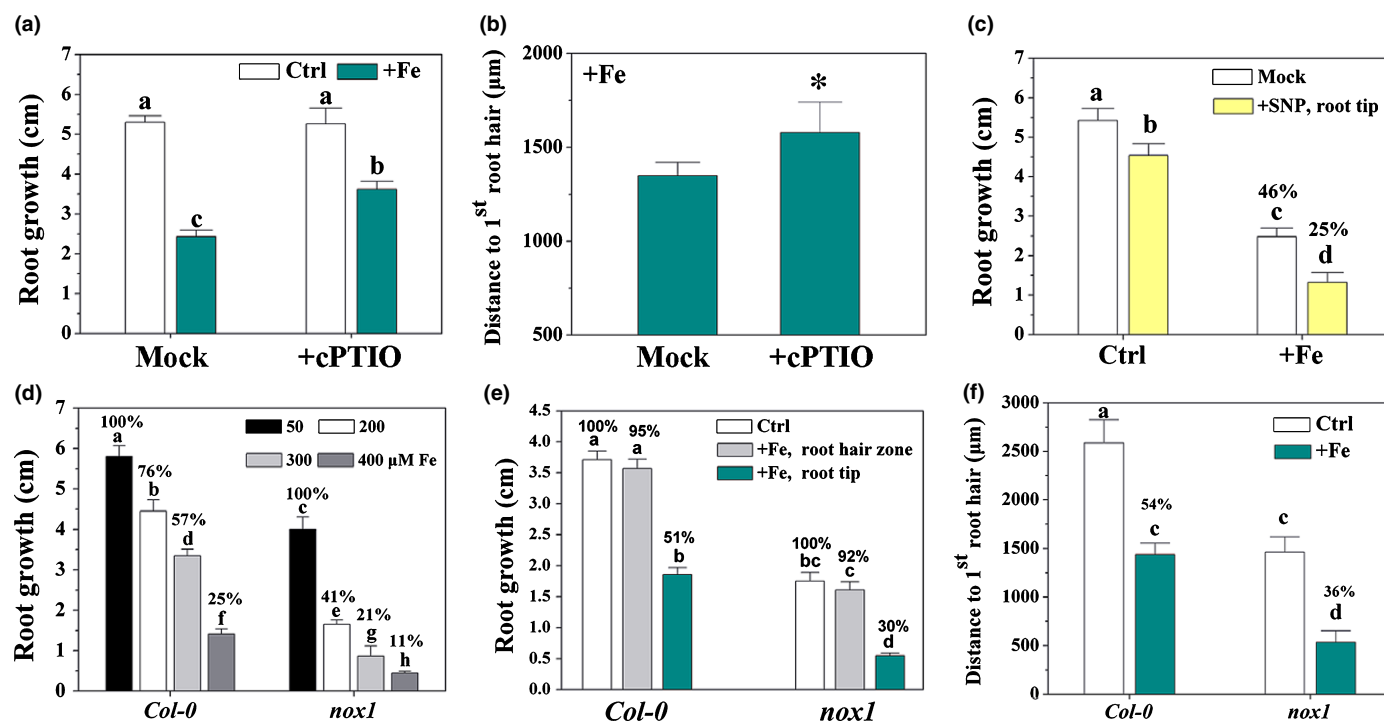 (a)
Root growth (cm)
7
6
5
4
3
2
1
0
Ctrl +Fe
a
c
a
b
Mock +cPTIO
(b)
Distance to 1st root hair (µm)
2000
1500
1000
500
+Fe
*
Mock +cPTIO
(c)
Root growth (cm)
7
6
5
4
3
2
1
0
Mock
+SNP, root tip
a
b
46%
c
25%
d
Ctrl +Fe
(d)
Root growth (cm)
7
6
5
4
3
2
1
0
50 200
300 400 µM Fe
100%
a
76%
b
57%
d
25%
f
100%
c
41%
e
21%
g
11%
h
Col-0 nox1
(e)
Root growth (cm)
4.5
4.0
3.5
3.0
2.5
2.0
1.5
1.0
0.5
0.0
Ctrl
+Fe, root hair zone
+Fe, root tip
100%
a
95%
a
51%
b
100%
bc
92%
c
30%
d
Col-0 nox1
(f)
Distance to 1st root hair (µm)
3000
2500
2000
1500
1000
500
0
Ctrl
+Fe
a
54%
c
c
36%
d
Col-0 nox1